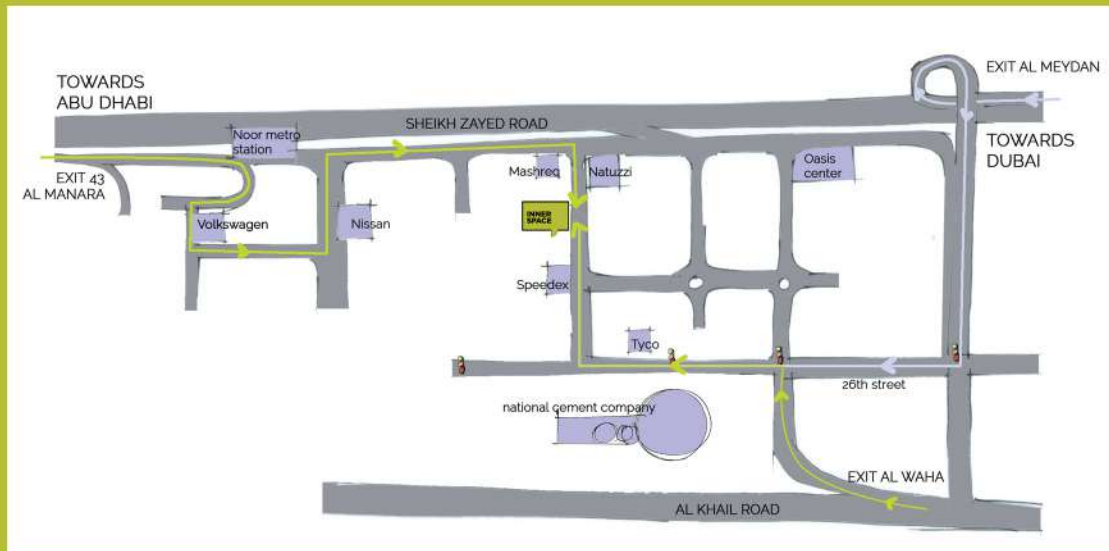 EXIT AL MEYDAN
TOWARDS
ABU DHABI
SHEIKH ZAYED ROAD
Noor metro
station
TOWARDS
DUBAI
EXIT 43
AL MANARA
Mashreq
Natuzzi
Oasis
center
INNER
SPACE
Volkswagen
Nissan
Speedex
Tyco
26th street
national cement company
EXIT AL WAHA
AL KHAIL ROAD